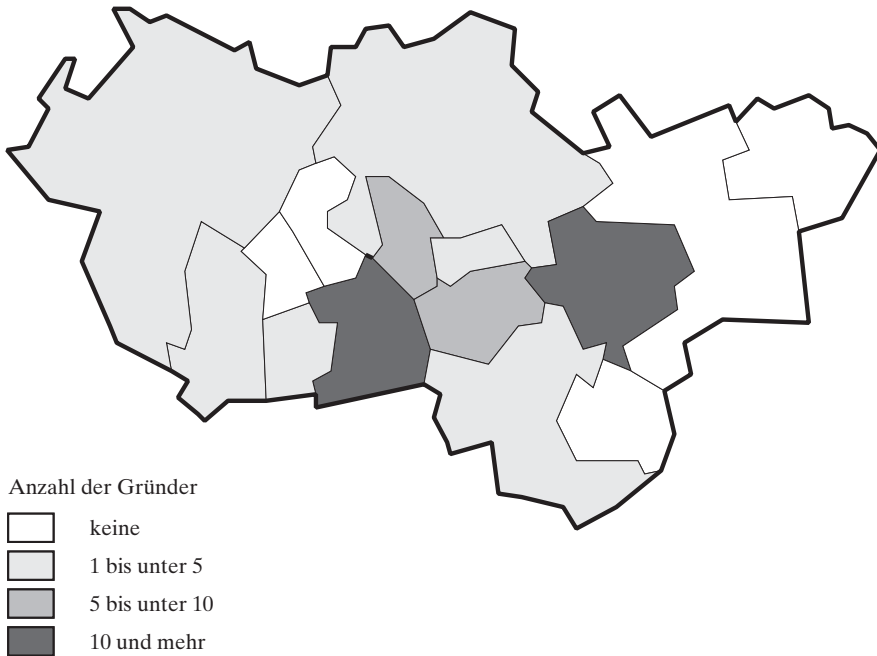 Anzahl der Gründer
keine
1 bis unter 5
5 bis unter 10
10 und mehr